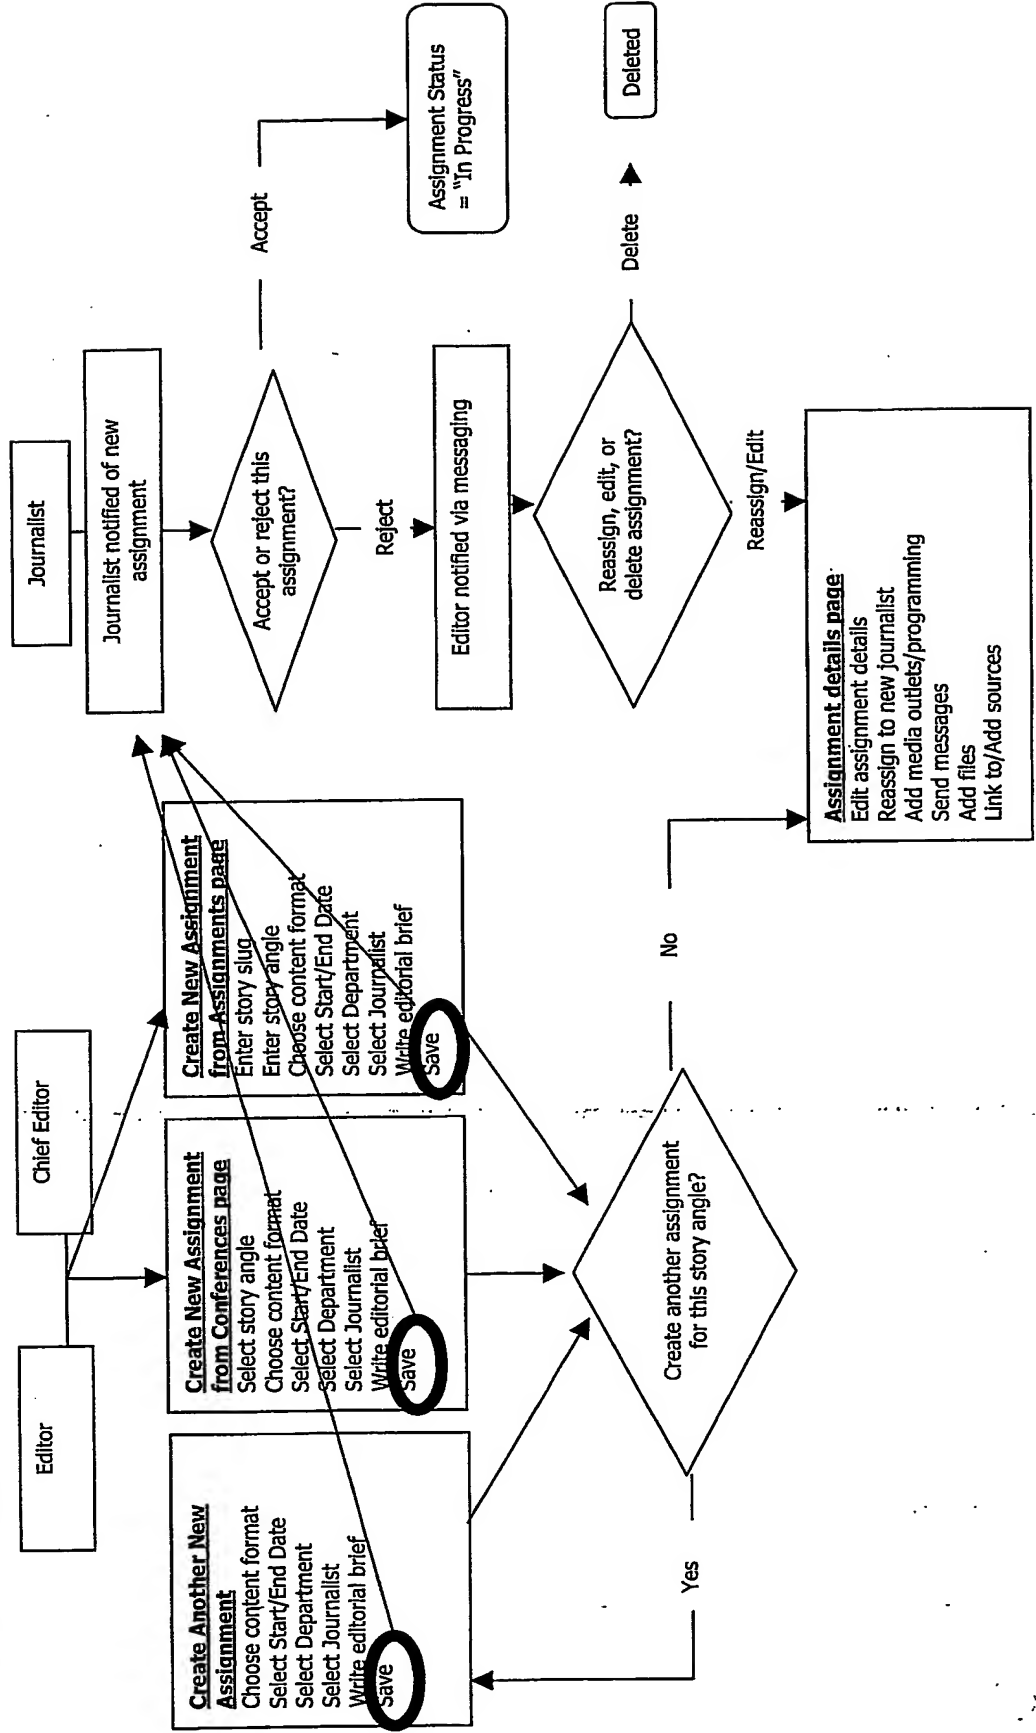 Editor
Chief Editor
Journalist
Create Another New
Assignment
Choose content format
Select Start/End Date
Select Department
Select Journalist
Write editorial brief
Save
Create New Assignment
from Conferences page
Select story angle
Choose content format
Select Start/End Date
Select Department
Select Journalist
Write editorial brief
Save
Create New Assignment
from Assignments page
Enter story slug
Enter story angle
Choose content format
Select Start/End Date
Select Department
Select Journalist
Write editorial brief
Save
Journalist notified of new
assignment
Accept or reject this
assignment?
Accept
Assignment Status
= "In Progress"
Reject
Editor notified via messaging
Reassign, edit, or
delete assignment?
Delete
Deleted
Reassign/Edit
Create another assignment
for this story angle?
Yes
No
Assignment details page
Edit assignment details
Reassign to new journalist
Add media outlets/programming
Send messages
Add files
Link to/Add sources